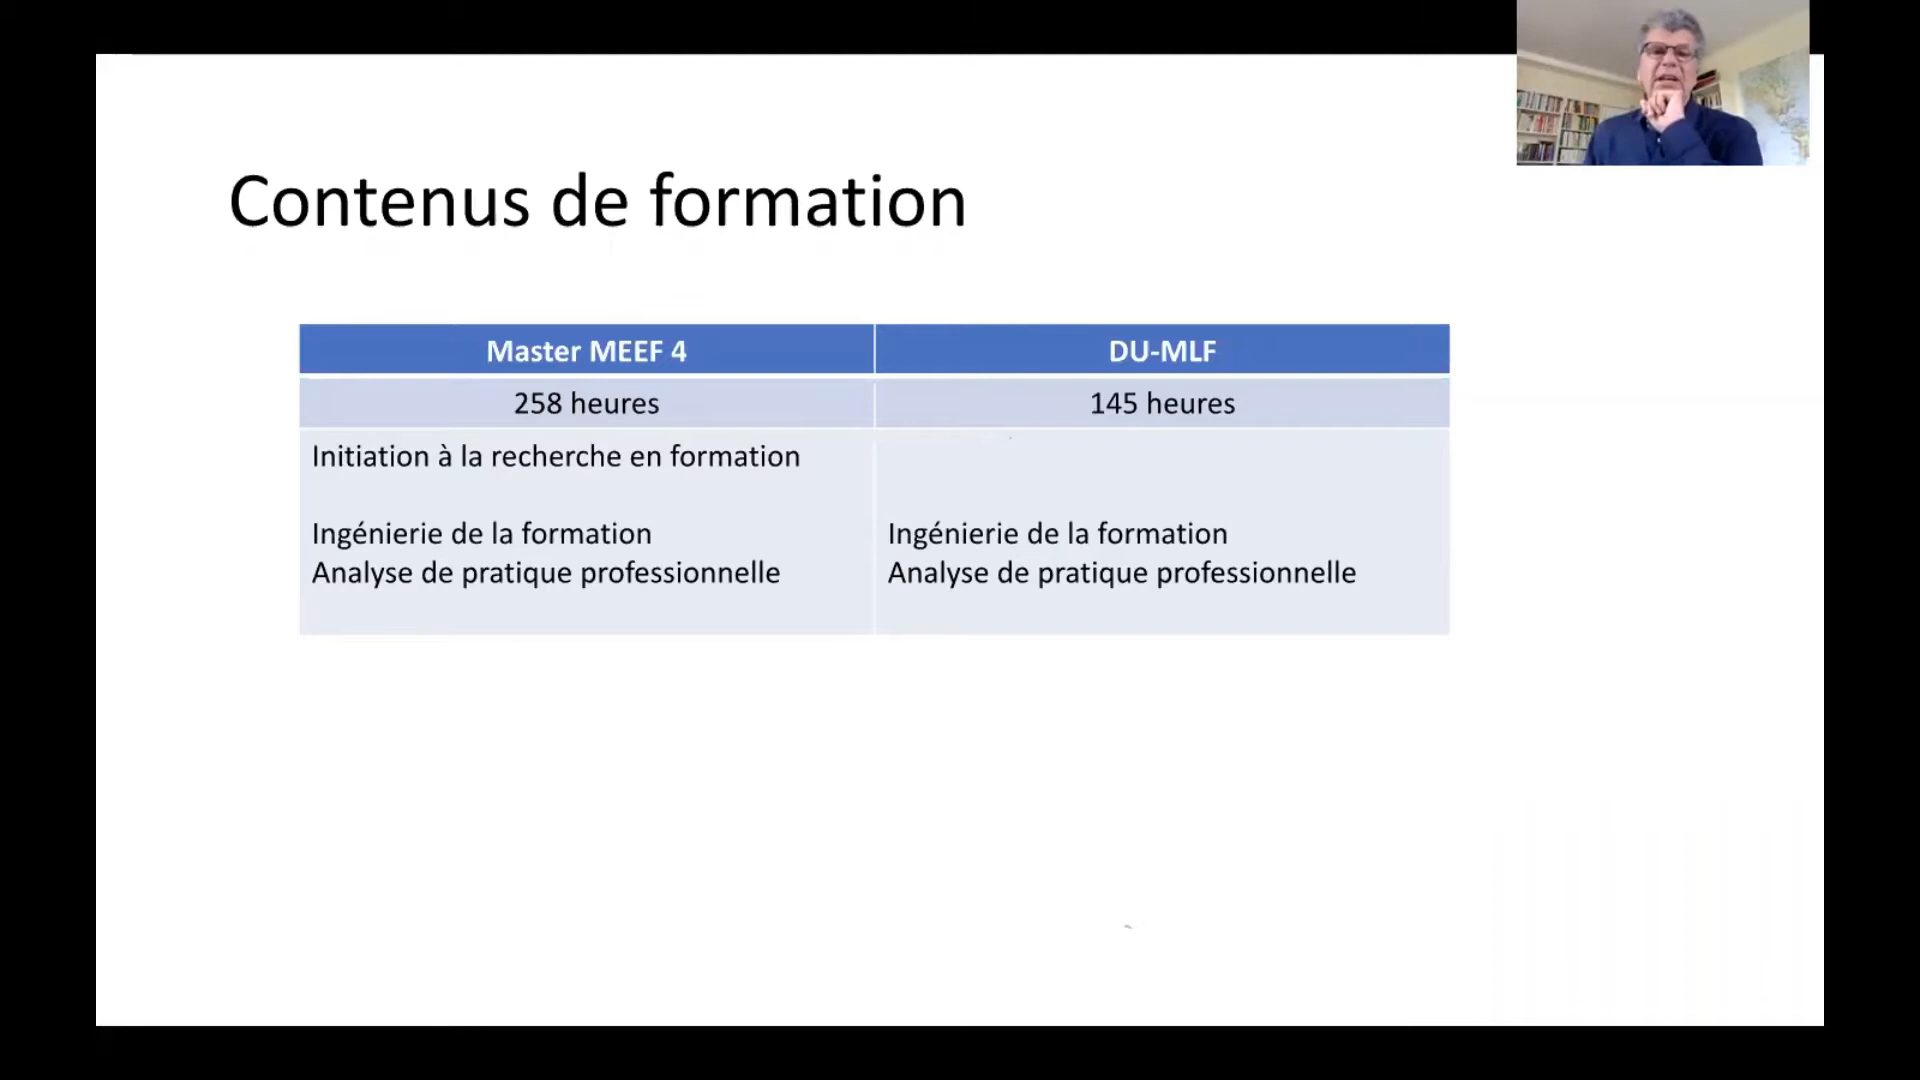 Contenus de formation
Master MEEF 4
DU-MLF
258 heures
145 heures
Initiation à la recherche en formation
Ingénierie de la formation
Analyse de pratique professionnelle
Ingénierie de la formation
Analyse de pratique professionnelle